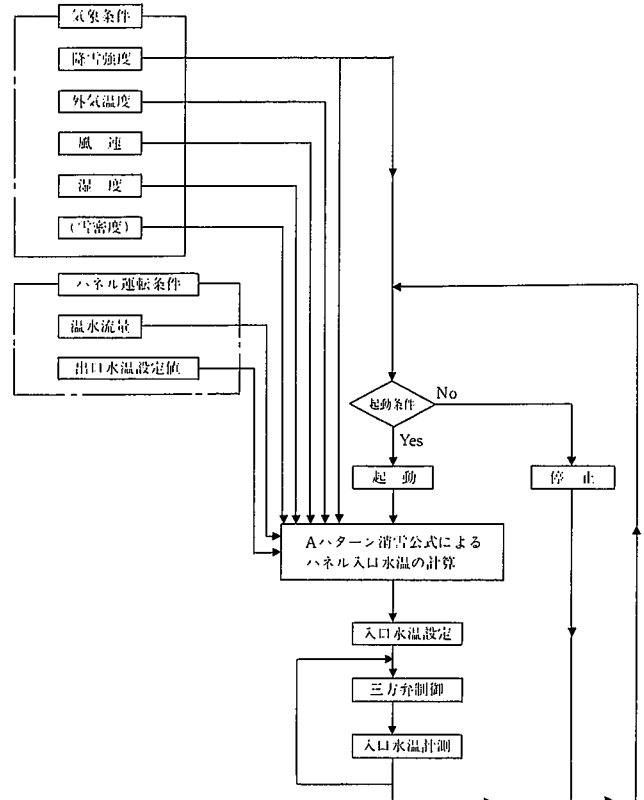 気象条件
降雪強度
外気温度
風 速
湿 度
(雪密度)
ハネル運転条件
温水流量
出口水温設定値
起動条件
No
Yes
起 動
停 止
Aハターン消雪公式による
ハネル入口水温の計算
入口水温設定
三方弁制御
入口水温計測